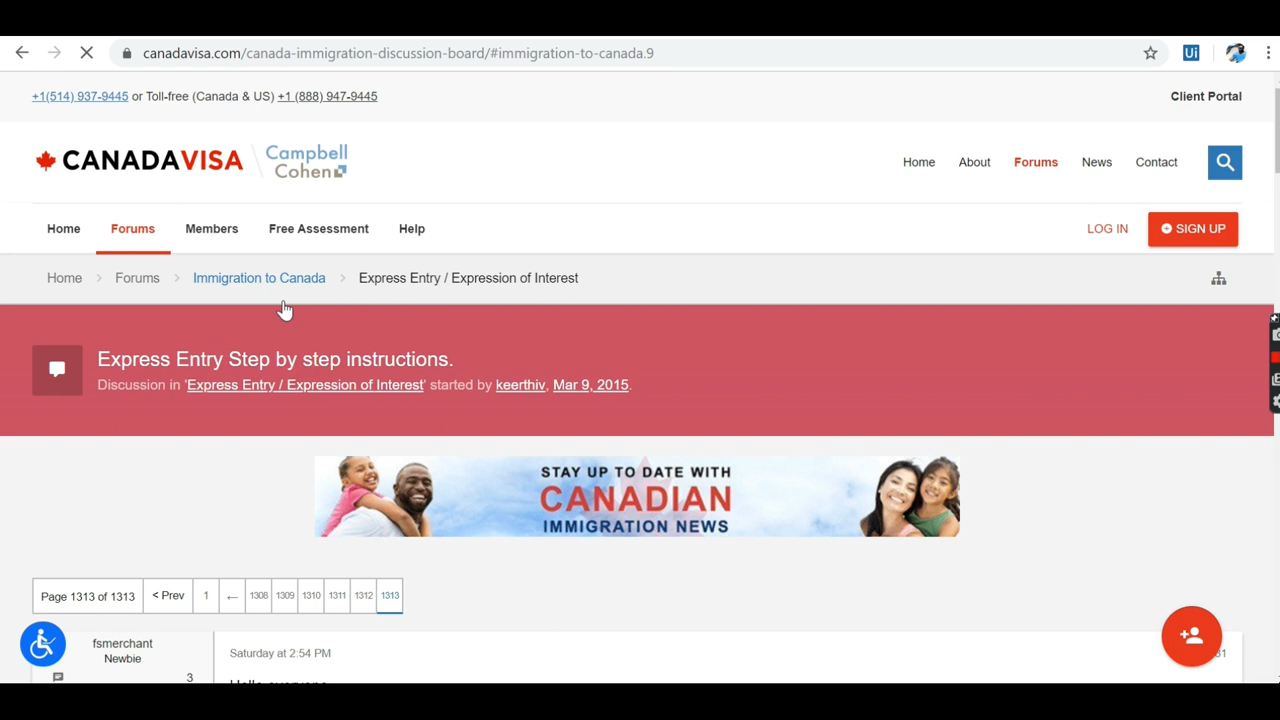 canadavisa.com/canada-immigration-discussion-board/#immigration-to-canada.9
Ui
+1(514) 937-9445 or Toll-free (Canada & US) +1 (888) 947-9445
Client Portal
CANADAVISA
Campbell
Cohen
Home About Forums News Contact
Home Forums Members Free Assessment Help
LOG IN SIGN UP
Home > Forums > Immigration to Canada > Express Entry / Expression of Interest
Express Entry Step by step instructions.
Discussion in 'Express Entry / Expression of Interest' started by keerthiv, Mar 9, 2015.
STAY UP TO DATE WITH
CANADIAN
IMMIGRATION NEWS
Page 1313 of 1313 < Prev 1 ← 1308 1309 1310 1311 1312 1313
fsmerchant
Newbie
Saturday at 2:54 PM
3